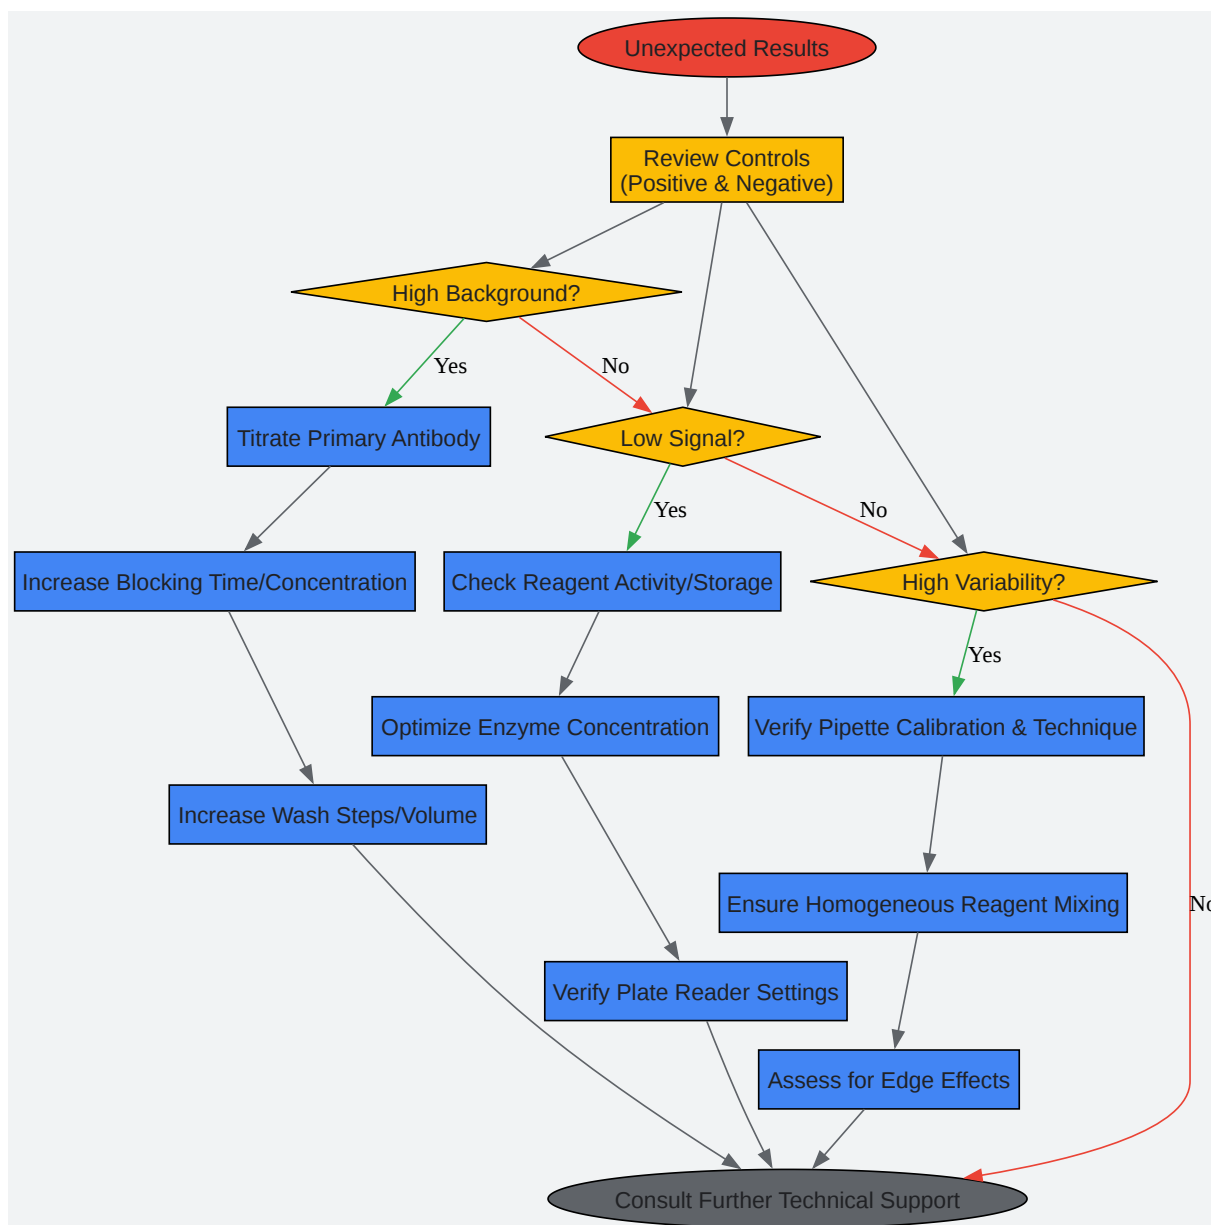 Unexpected Results
Review Controls
(Positive & Negative)
High Background?
Yes
No
Titrate Primary Antibody
Low Signal?
Yes
No
Increase Blocking Time/Concentration
Check Reagent Activity/Storage
High Variability?
Yes
Optimize Enzyme Concentration
Verify Pipette Calibration & Technique
Increase Wash Steps/Volume
Ensure Homogeneous Reagent Mixing
No
Verify Plate Reader Settings
Assess for Edge Effects
Consult Further Technical Support